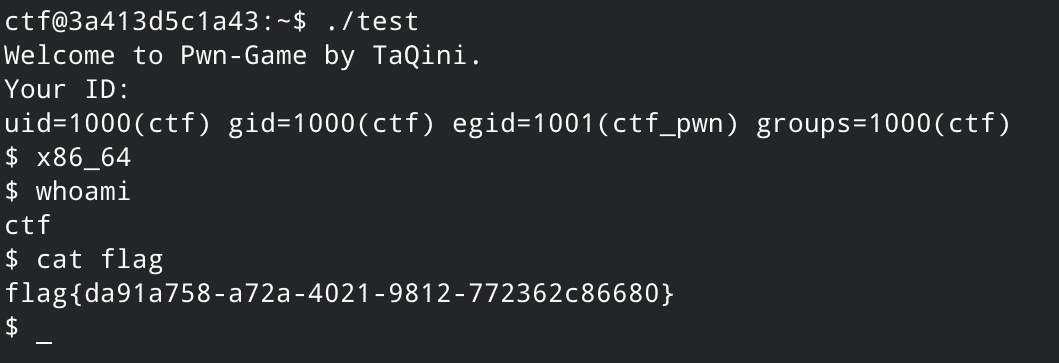 ctf@3a413d5c1a43:~$ ./test
Welcome to Pwn-Game by TaQini.
Your ID:
uid=1000(ctf) gid=1000(ctf) egid=1001(ctf_pwn) groups=1000(ctf)
$ x86_64
$ whoami
ctf
$ cat flag
flag{da91a758-a72a-4021-9812-772362c86680}
$ _